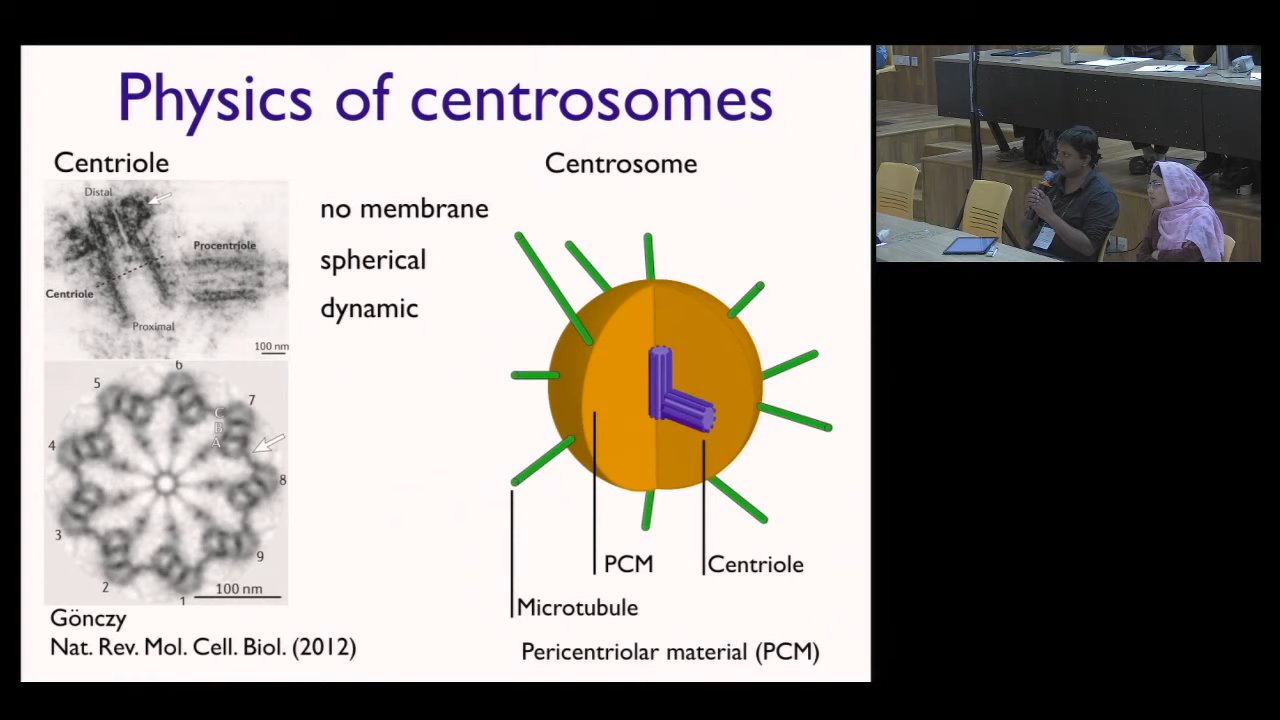 Physics of centrosomes
Centriole
Distal
Procentriole
Centriole
Proximal
100 nm
6
5
7
C
B
A
4
8
3
9
2
1
100 nm
Gönczy
Nat. Rev. Mol. Cell. Biol. (2012)
no membrane
spherical
dynamic
Centrosome
PCM
Centriole
Microtubule
Pericentriolar material (PCM)